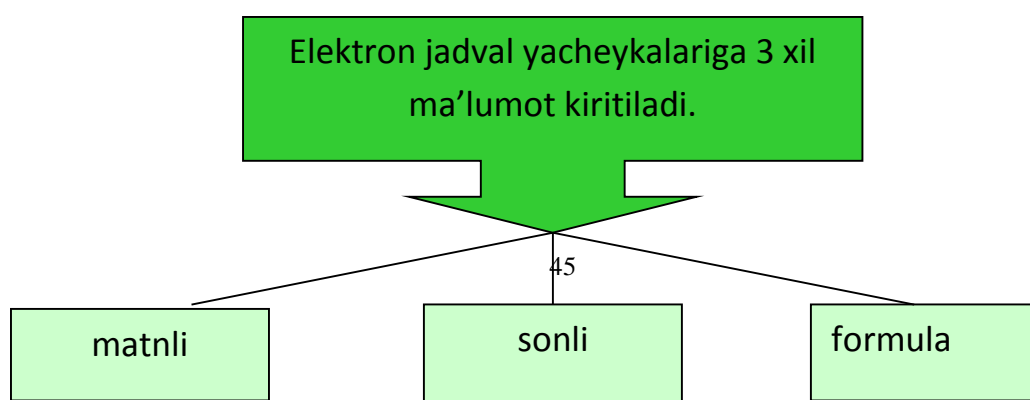 Elektron jadval yacheykalariga 3 xil
ma’lumot kiritiladi.
45
matnli
sonli
formula